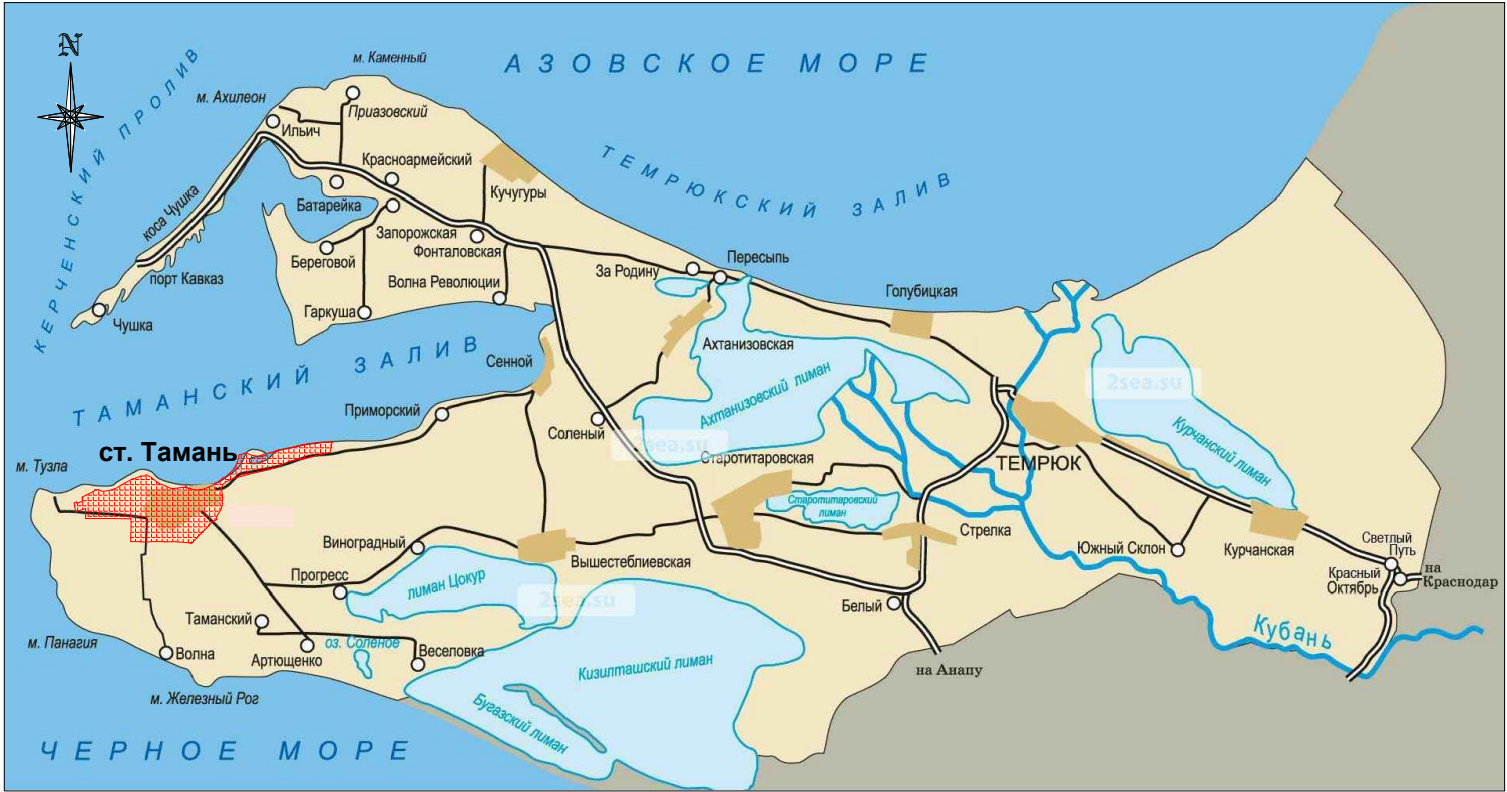 N
АЗОВСКОЕ МОРЕ
КЕРЧЕНСКИЙ ПРОЛИВ
м. Каменный
м. Ахилеон
Приазовский
Ильич
Красноармейский
Кучугуры
ТЕМРЮКСКИЙ ЗАЛИВ
коса Чушка
Батарейка
Запорожская
Фонталовская
Береговой
порт Кавказ
Волна Революции
За Родину
Пересыпь
Голубицкая
Гаркуша
Чушка
ТАМАНСКИЙ ЗАЛИВ
Сенной
Ахтанизовская
Ахтанизовский лиман
2sea.su
Приморский
Соленый
2sea.su
Курчанский лиман
ст. Тамань
м. Тузла
Старотитаровская
ТЕМРЮК
Старотитаровский
лиман
Стрелка
Виноградный
Вышестеблиевская
Южный Склон
Курчанская
Светлый
Путь
Красный
Октябрь
на
Краснодар
Прогресс
лиман Цокур
2sea.su
Белый
Таманский
Кубань
м. Панагия
Волна
Артющенко
оз. Соленое
Веселовка
Кизилташский лиман
на Анапу
м. Железный Рог
Бугазский лиман
ЧЕРНОЕ МОРЕ